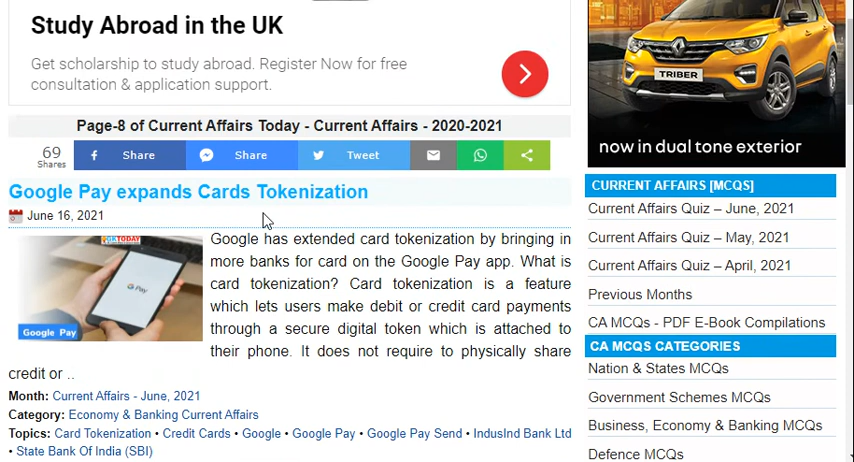 Study Abroad in the UK
Get scholarship to study abroad. Register Now for free
consultation & application support.
Page-8 of Current Affairs Today - Current Affairs - 2020-2021
69
Shares
Share
Share
Tweet
Google Pay expands Cards Tokenization
June 16, 2021
GKTODAY
G Pay
Google Pay
Google has extended card tokenization by bringing in
more banks for card on the Google Pay app. What is
card tokenization? Card tokenization is a feature
which lets users make debit or credit card payments
through a secure digital token which is attached to
their phone. It does not require to physically share
credit or ..
Month: Current Affairs - June, 2021
Category: Economy & Banking Current Affairs
Topics: Card Tokenization • Credit Cards • Google • Google Pay • Google Pay Send • IndusInd Bank Ltd
• State Bank Of India (SBI)
TRIBER
now in dual tone exterior
CURRENT AFFAIRS [MCQS]
Current Affairs Quiz – June, 2021
Current Affairs Quiz – May, 2021
Current Affairs Quiz – April, 2021
Previous Months
CA MCQs - PDF E-Book Compilations
CA MCQS CATEGORIES
Nation & States MCQs
Government Schemes MCQs
Business, Economy & Banking MCQs
Defence MCQs